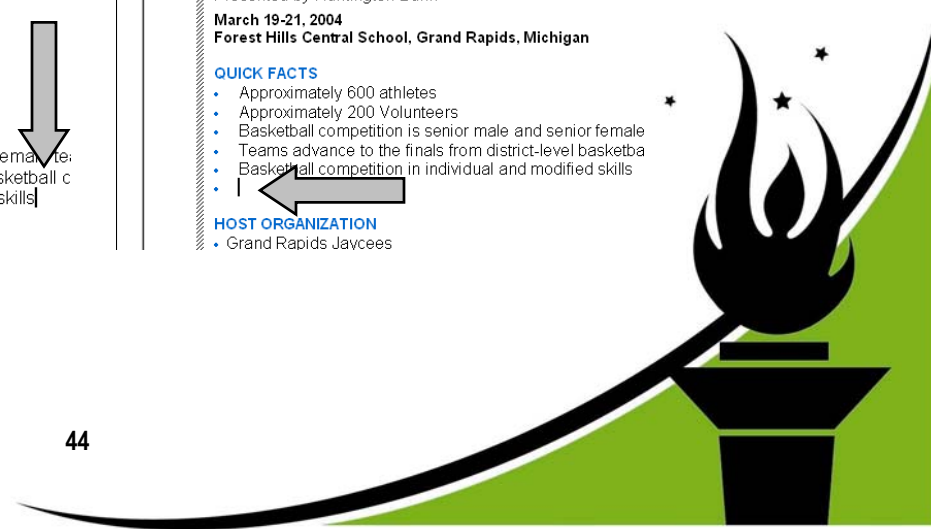 March 19-21, 2004
Forest Hills Central School, Grand Rapids, Michigan
QUICK FACTS
• Approximately 600 athletes
• Approximately 200 Volunteers
• Basketball competition is senior male and senior female
• Teams advance to the finals from district-level basketba
• Basketball competition in individual and modified skills
•
HOST ORGANIZATION
• Grand Rapids Jaycees
sketball c
skills
44